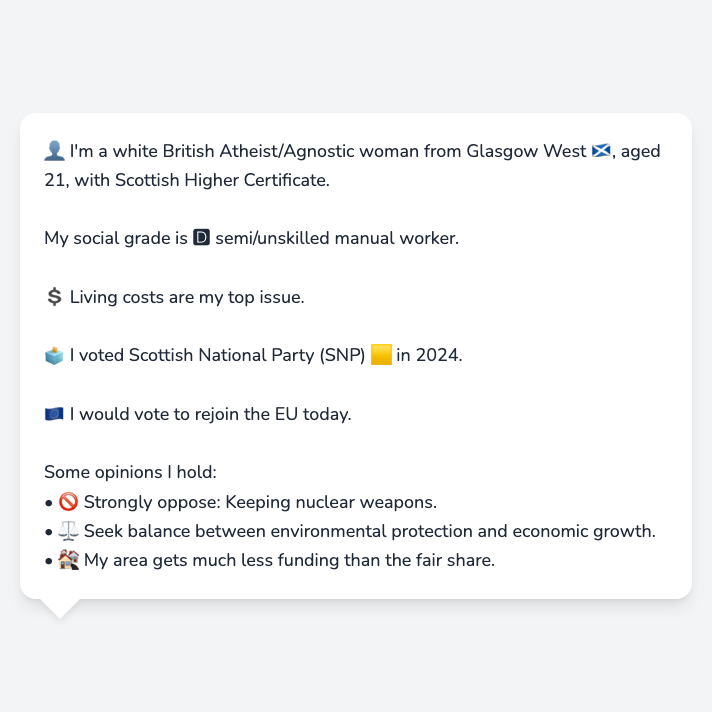 👤 I'm a white British Atheist/Agnostic woman from Glasgow West 🏴󠁧󠁢󠁳󠁣󠁴󠁿, aged
21, with Scottish Higher Certificate.
My social grade is 🅳 semi/unskilled manual worker.
💲 Living costs are my top issue.
🗳️ I voted Scottish National Party (SNP) 🟨 in 2024.
🇪🇺 I would vote to rejoin the EU today.
Some opinions I hold:
• 🚫 Strongly oppose: Keeping nuclear weapons.
• ⚖️ Seek balance between environmental protection and economic growth.
• 🏚️ My area gets much less funding than the fair share.